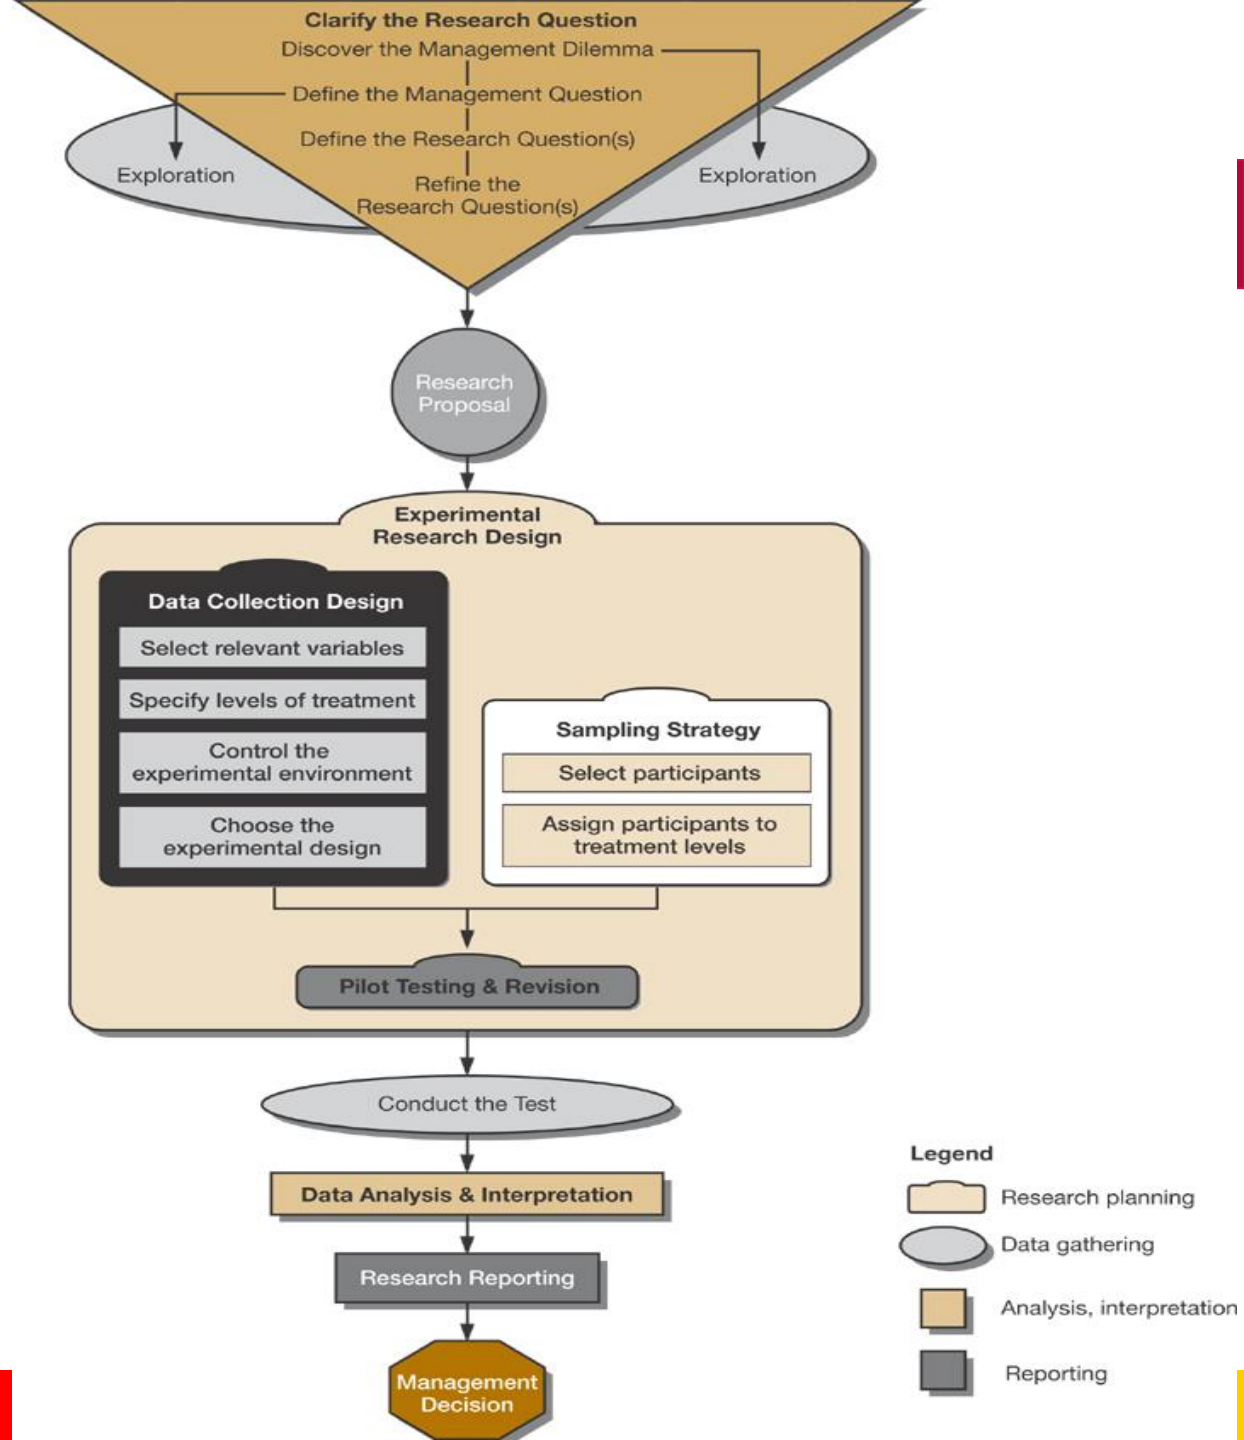 Clarify the Research Question
Discover the Management Dilemma
Define the Management Question
Define the Research Question(s)
Exploration
Exploration
Refine the
Research Question(s)
Research
Proposal
Experimental
Research Design
Data Collection Design
Select relevant variables
Specify levels of treatment
Control the
experimental environment
Choose the
experimental design
Sampling Strategy
Select participants
Assign participants to
treatment levels
Pilot Testing & Revision
Conduct the Test
Data Analysis & Interpretation
Research Reporting
Management
Decision
Legend
Research planning
Data gathering
Analysis, interpretation
Reporting